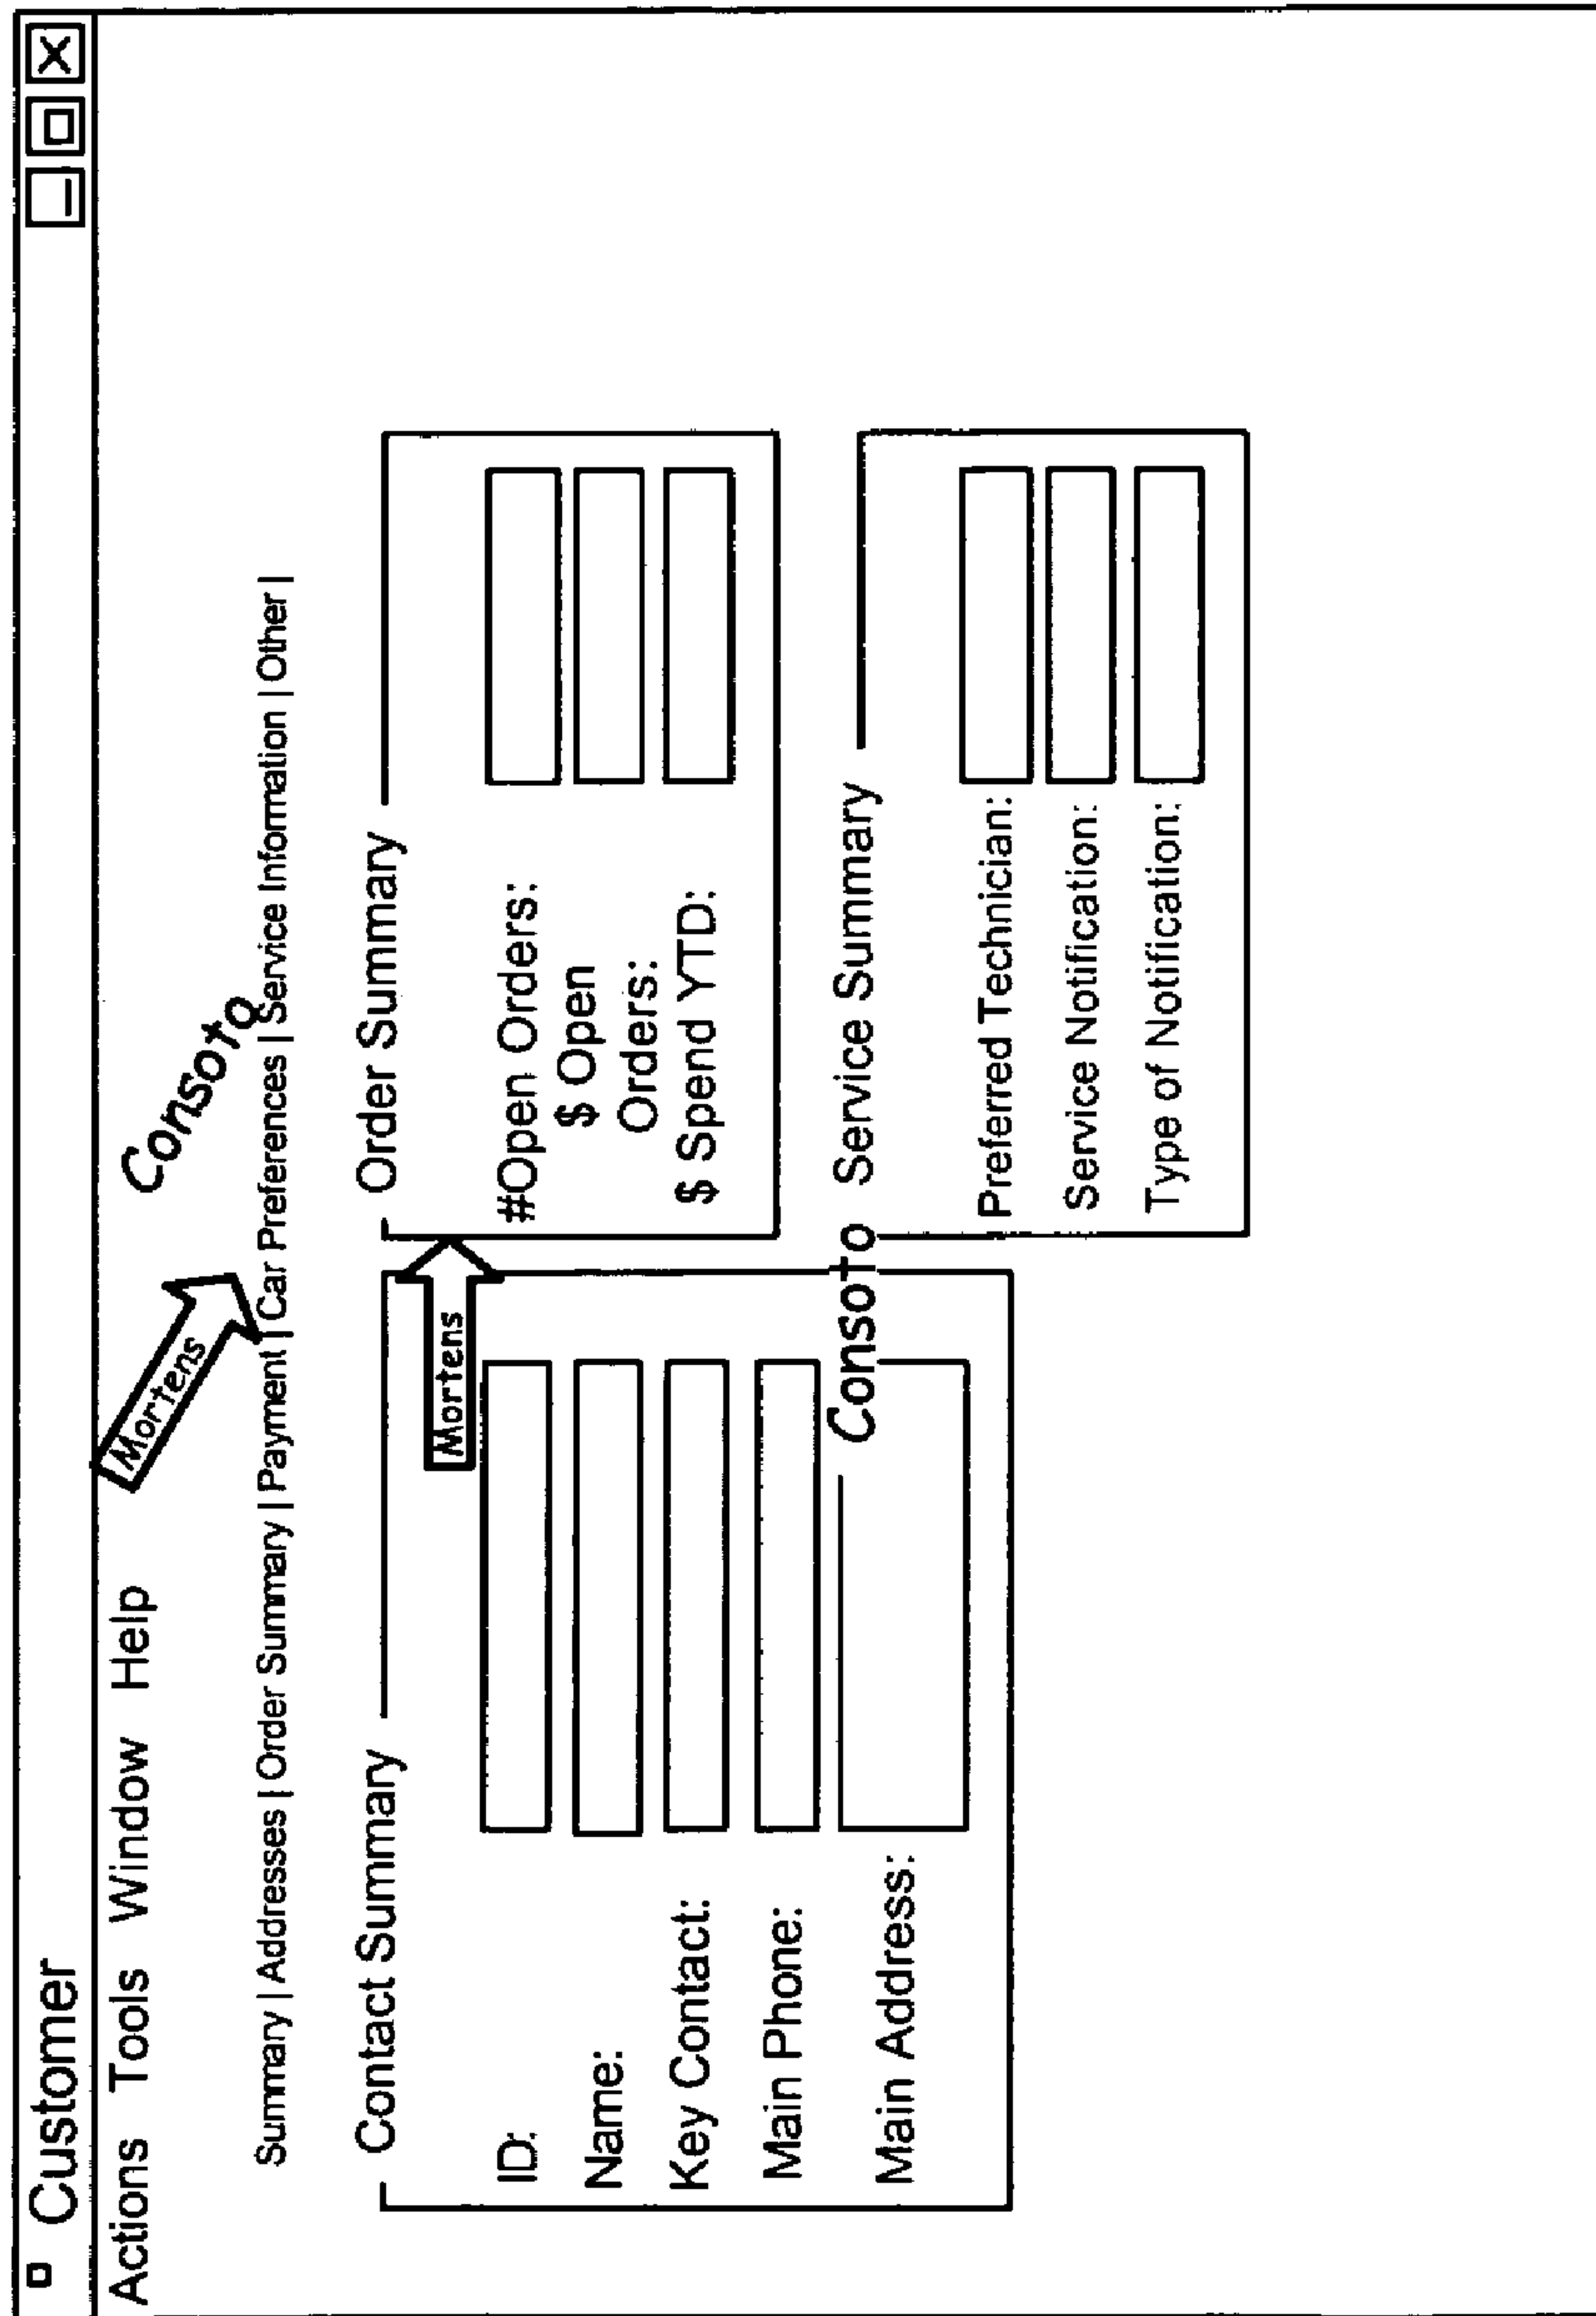 Customer
Actions Tools Window Help
Mortens
Consoto
Summary | Addresses | Order Summary | Payment | Car Preferences | Service Information | Other |
Contact Summary
ID:
Name:
Key Contact:
Main Phone:
Main Address:
Mortens
Order Summary
#Open Orders:
$ Open
Orders:
$ Spend YTD:
Consoto
Service Summary
Preferred Technician:
Service Notification:
Type of Notification: